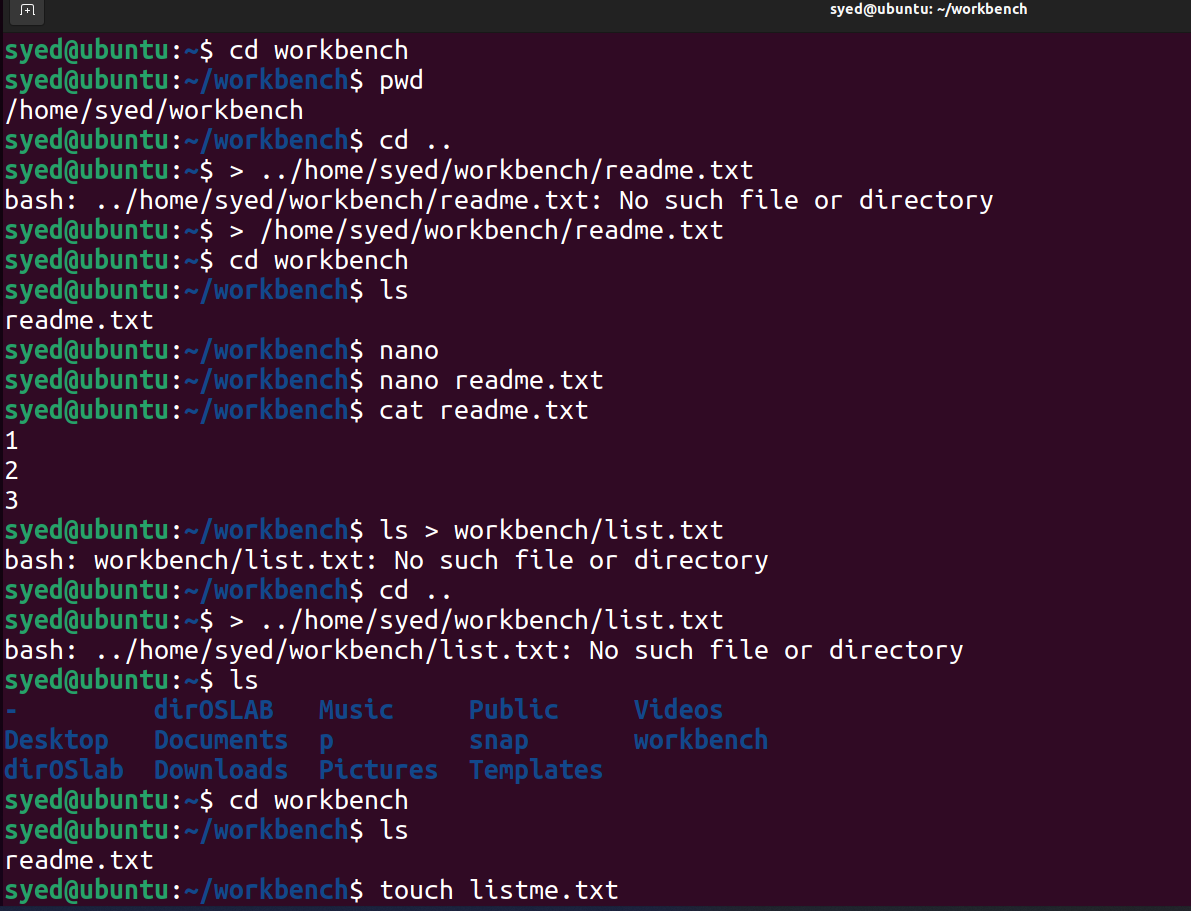 syed@ubuntu: ~/workbench
syed@ubuntu:~$ cd workbench
syed@ubuntu:~/workbench$ pwd
/home/syed/workbench
syed@ubuntu:~/workbench$ cd ..
syed@ubuntu:~$ > ../home/syed/workbench/readme.txt
bash: ../home/syed/workbench/readme.txt: No such file or directory
syed@ubuntu:~$ > /home/syed/workbench/readme.txt
syed@ubuntu:~$ cd workbench
syed@ubuntu:~/workbench$ ls
readme.txt
syed@ubuntu:~/workbench$ nano
syed@ubuntu:~/workbench$ nano readme.txt
syed@ubuntu:~/workbench$ cat readme.txt
1
2
3
syed@ubuntu:~/workbench$ ls > workbench/list.txt
bash: workbench/list.txt: No such file or directory
syed@ubuntu:~/workbench$ cd ..
syed@ubuntu:~$ > ../home/syed/workbench/list.txt
bash: ../home/syed/workbench/list.txt: No such file or directory
syed@ubuntu:~$ ls
-         dirOSLAB   Music     Public     Videos
Desktop   Documents  p         snap       workbench
dirOSlab  Downloads  Pictures  Templates
syed@ubuntu:~$ cd workbench
syed@ubuntu:~/workbench$ ls
readme.txt
syed@ubuntu:~/workbench$ touch listme.txt